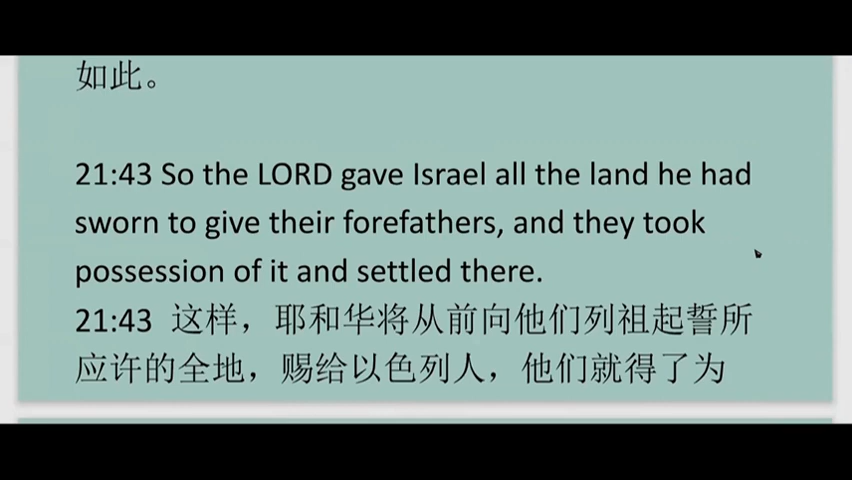 如此。
21:43 So the LORD gave Israel all the land he had
sworn to give their forefathers, and they took
possession of it and settled there.
21:43 这样，耶和华将从前向他们列祖起誓所
应许的全地，赐给以色列人，他们就得了为